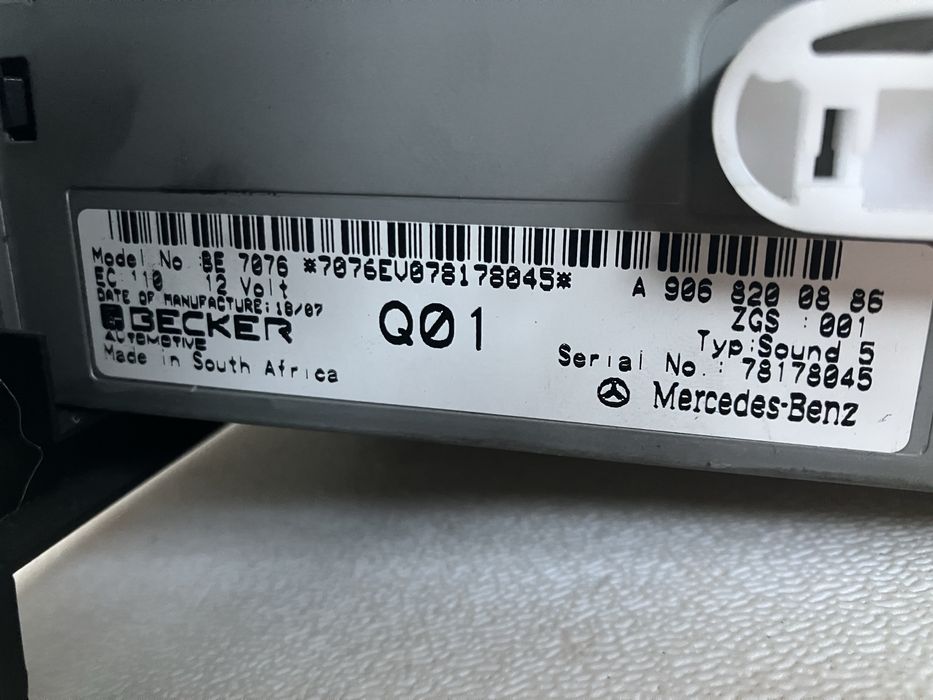 Model No BE 7076 *7076EV078178045*
EC 110 12 Volt
DATE OF MANUFACTURE:18/07
BECKER
AUTOMOTIVE
Made in South Africa
Q01
A 906 820 08 86
ZGS : 001
Typ:Sound 5
Serial No.: 78178045
Mercedes-Benz